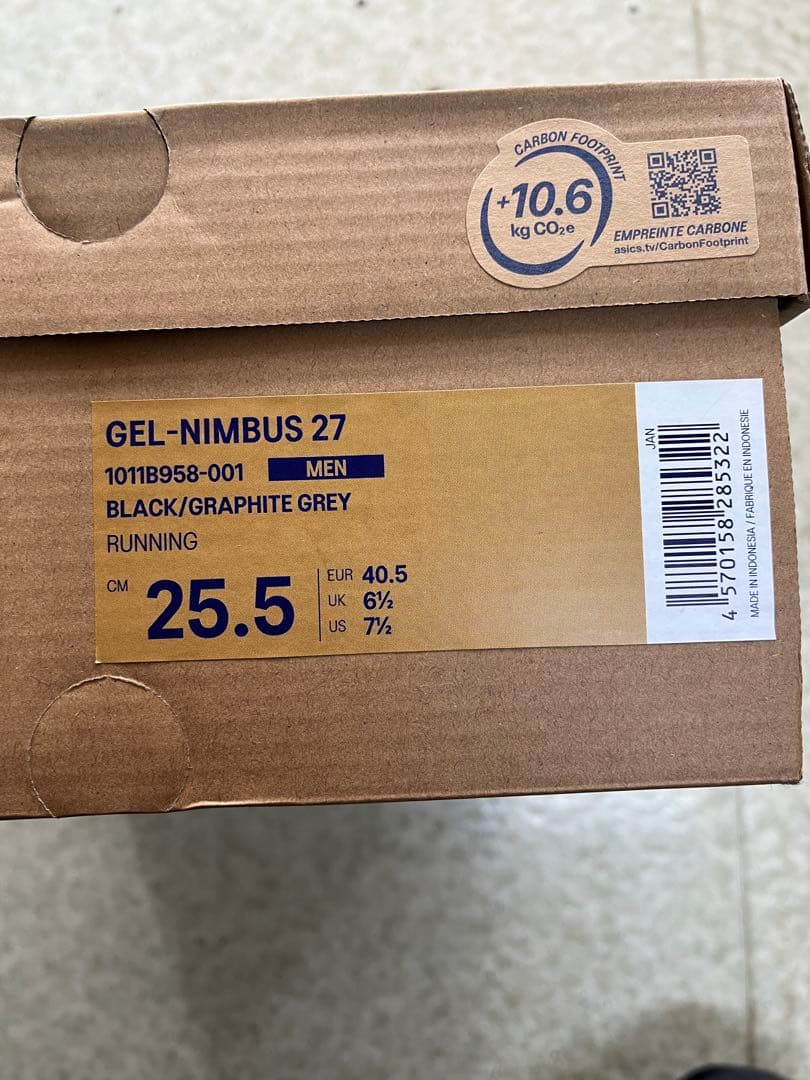 CARBON FOOTPRINT
+10.6
kg CO₂e
EMPREINTE CARBONE
asics.tv/CarbonFootprint
GEL-NIMBUS 27
1011B958-001 MEN
BLACK/GRAPHITE GREY
RUNNING
CM 25.5
EUR 40.5
UK 6½
US 7½
JAN
4 570158 285322
MADE IN INDONESIA / FABRIQUE EN INDONESIE